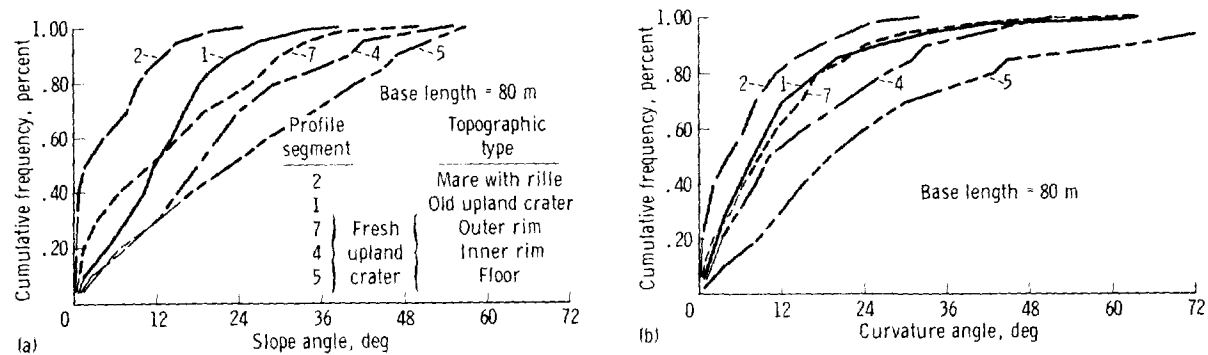 Cumulative frequency, percent
1.00
.80
.60
.40
.20
0 12 24 36 48 60 72
Slope angle, deg
(a)
2
1
7
4
5
Base length = 80 m
Profile segment
Topographic type
2 Mare with rille
1 Old upland crater
7 Fresh Outer rim
4 upland Inner rim
5 crater Floor
Cumulative frequency, percent
1.00
.80
.60
.40
.20
0 12 24 36 48 60 72
Curvature angle, deg
(b)
2
1
7
4
5
Base length = 80 m